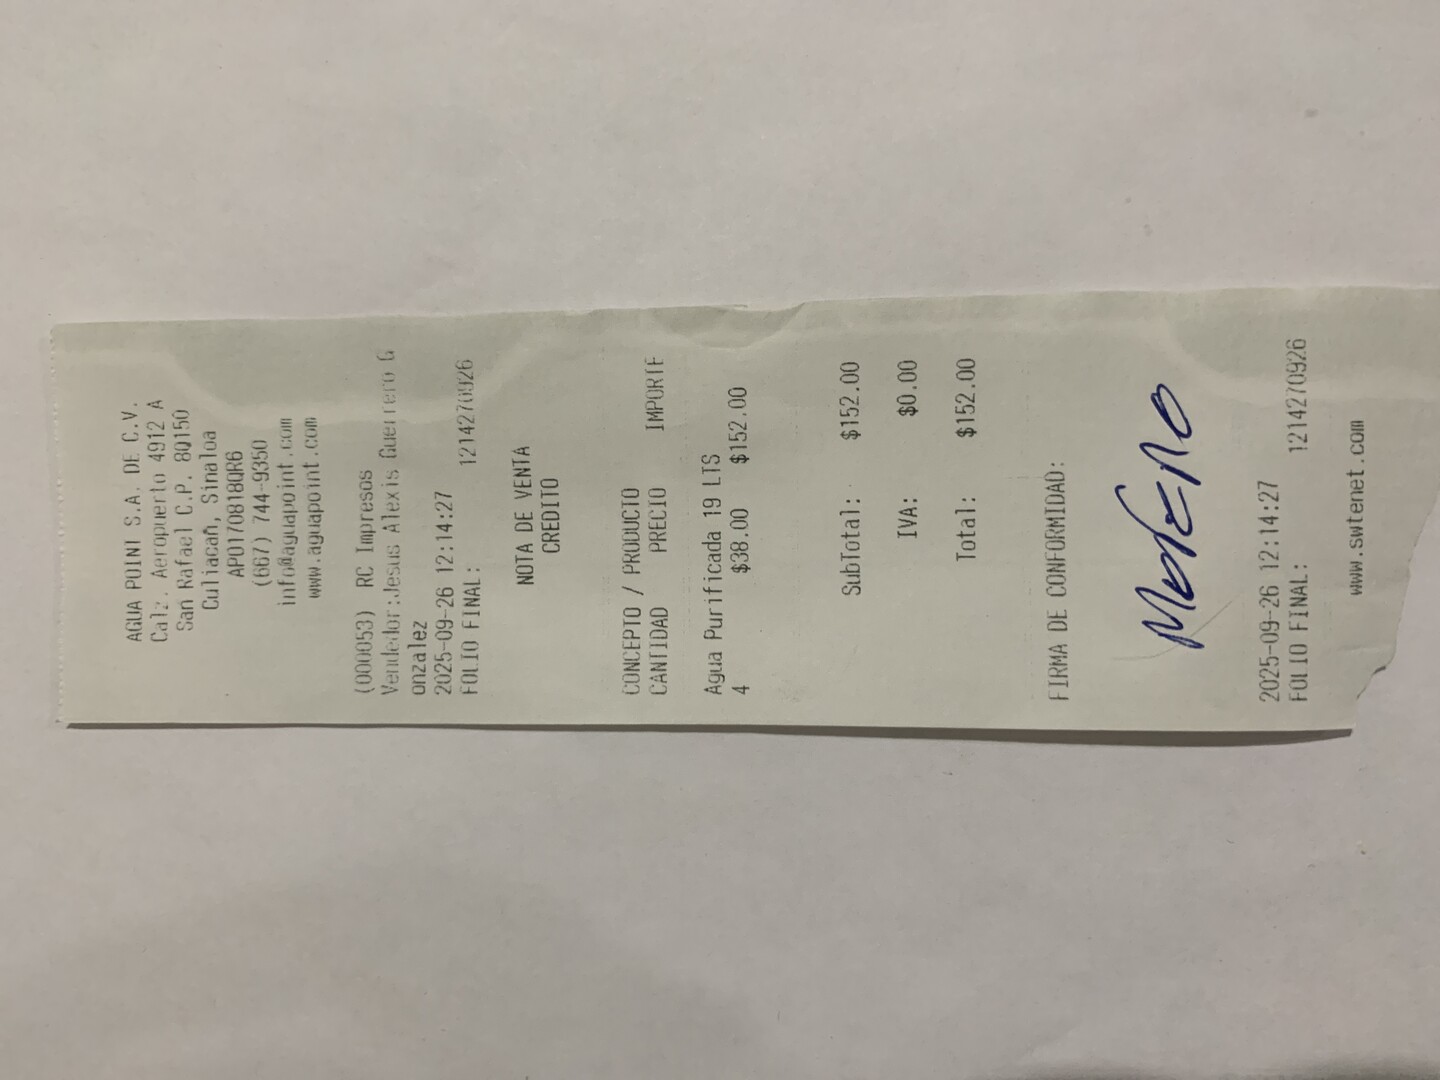 AGUA POINT S.A. DE C.V.
Calz. Aeropuerto 4912 A
San Rafael C.P. 80150
Culiacań, Sinaloa
APO170818QR6
(667) 744-9350
info@aguapoint.com
www.aguapoint.com
(000053) RC Impresos
Vendedor:Jesus Alexis Guerrero G
onzalez
2025-09-26 12:14:27
FOLIO FINAL: 1214270926
NOTA DE VENTA
CREDITO
CONCEPTO / PRODUCTO
CANTIDAD PRECIO IMPORTE
Agua Purificada 19 LTS
4 $38.00 $152.00
SubTotal: $152.00
IVA: $0.00
Total: $152.00
FIRMA DE CONFORMIDAD:
2025-09-26 12:14:27
FOLIO FINAL: 1214270926
www.swtenet.com